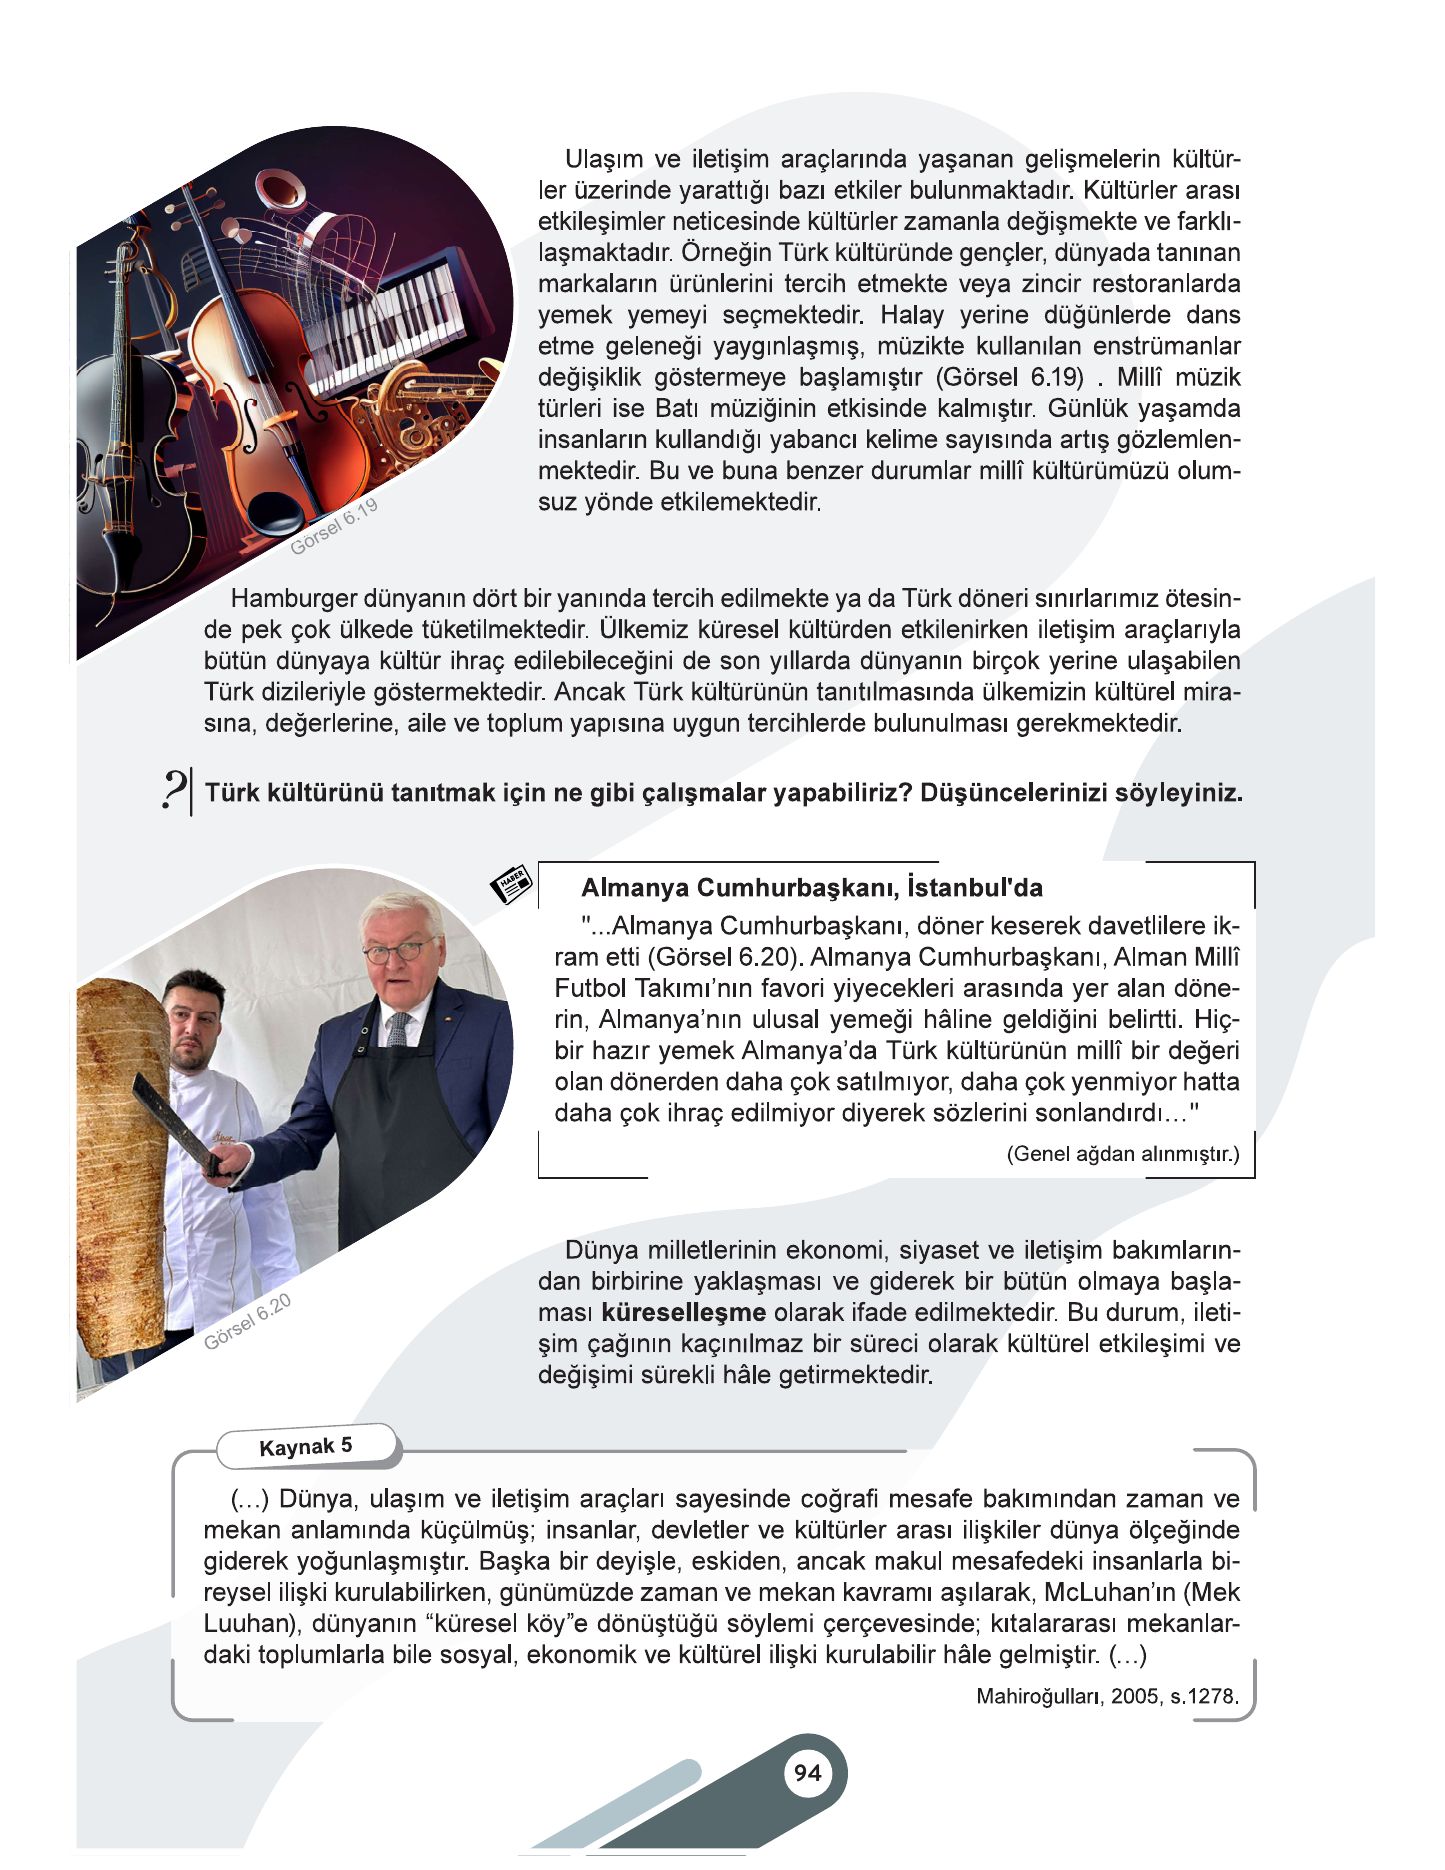 Ulaşım ve iletişim araçlarında yaşanan gelişmelerin kültür-
ler üzerinde yarattığı bazı etkiler bulunmaktadır. Kültürler arası
etkileşimler neticesinde kültürler zamanla değişmekte ve farklı-
laşmaktadır. Örneğin Türk kültüründe gençler, dünyada tanınan
markaların ürünlerini tercih etmekte veya zincir restoranlarda
yemek yemeyi seçmektedir. Halay yerine düğünlerde dans
etme geleneği yaygınlaşmış, müzikte kullanılan enstrümanlar
değişiklik göstermeye başlamıştır (Görsel 6.19) . Millî müzik
türleri ise Batı müziğinin etkisinde kalmıştır. Günlük yaşamda
insanların kullandığı yabancı kelime sayısında artış gözlemlen-
mektedir. Bu ve buna benzer durumlar millî kültürümüzü olum-
suz yönde etkilemektedir.
Görsel 6.19
Hamburger dünyanın dört bir yanında tercih edilmekte ya da Türk döneri sınırlarımız ötesin-
de pek çok ülkede tüketilmektedir. Ülkemiz küresel kültürden etkilenirken iletişim araçlarıyla
bütün dünyaya kültür ihraç edilebileceğini de son yıllarda dünyanın birçok yerine ulaşabilen
Türk dizileriyle göstermektedir. Ancak Türk kültürünün tanıtılmasında ülkemizin kültürel mira-
sına, değerlerine, aile ve toplum yapısına uygun tercihlerde bulunulması gerekmektedir.
? Türk kültürünü tanıtmak için ne gibi çalışmalar yapabiliriz? Düşüncelerinizi söyleyiniz.
HABER
Almanya Cumhurbaşkanı, İstanbul'da
"...Almanya Cumhurbaşkanı, döner keserek davetlilere ik-
ram etti (Görsel 6.20). Almanya Cumhurbaşkanı, Alman Millî
Futbol Takımı’nın favori yiyecekleri arasında yer alan döne-
rin, Almanya’nın ulusal yemeği hâline geldiğini belirtti. Hiç-
bir hazır yemek Almanya’da Türk kültürünün millî bir değeri
olan dönerden daha çok satılmıyor, daha çok yenmiyor hatta
daha çok ihraç edilmiyor diyerek sözlerini sonlandırdı…"
(Genel ağdan alınmıştır.)
Görsel 6.20
Dünya milletlerinin ekonomi, siyaset ve iletişim bakımların-
dan birbirine yaklaşması ve giderek bir bütün olmaya başla-
ması küreselleşme olarak ifade edilmektedir. Bu durum, ileti-
şim çağının kaçınılmaz bir süreci olarak kültürel etkileşimi ve
değişimi sürekli hâle getirmektedir.
Kaynak 5
(…) Dünya, ulaşım ve iletişim araçları sayesinde coğrafi mesafe bakımından zaman ve
mekan anlamında küçülmüş; insanlar, devletler ve kültürler arası ilişkiler dünya ölçeğinde
giderek yoğunlaşmıştır. Başka bir deyişle, eskiden, ancak makul mesafedeki insanlarla bi-
reysel ilişki kurulabilirken, günümüzde zaman ve mekan kavramı aşılarak, McLuhan’ın (Mek
Luuhan), dünyanın “küresel köy”e dönüştüğü söylemi çerçevesinde; kıtalararası mekanlar-
daki toplumlarla bile sosyal, ekonomik ve kültürel ilişki kurulabilir hâle gelmiştir. (…)
Mahiroğulları, 2005, s.1278.
94